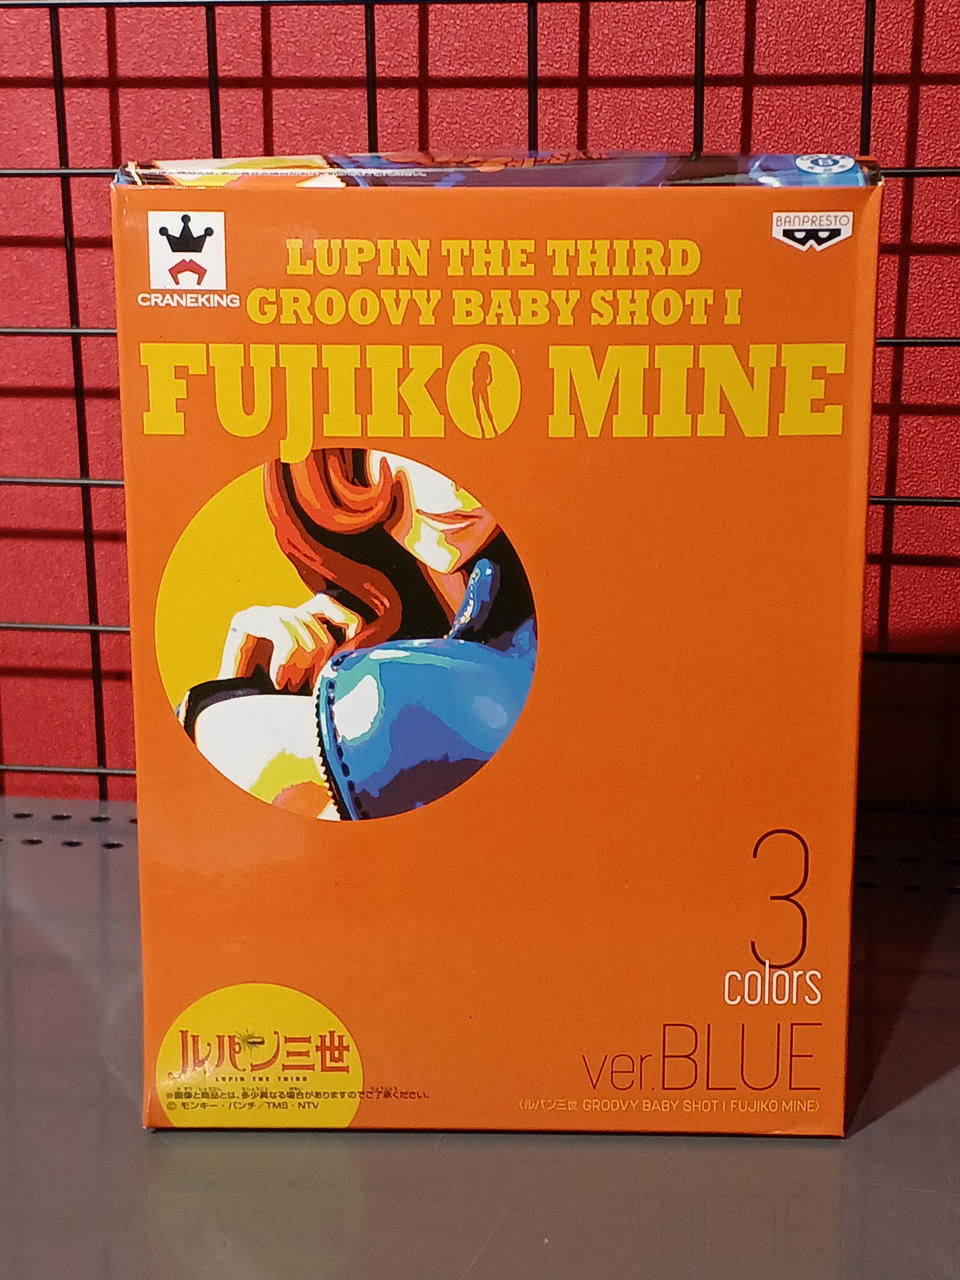 CRANEKING
BANPRESTO
LUPIN THE THIRD
GROOVY BABY SHOT I
FUJIKO MINE
3
colors
ver.BLUE
〈ルパン三世 GROOVY BABY SHOT I FUJIKO MINE〉
ルパン三世
LUPIN THE THIRD
※画像と商品とは、多少異なる場合がありますのでご了承ください。
© モンキー・パンチ／TMS・NTV